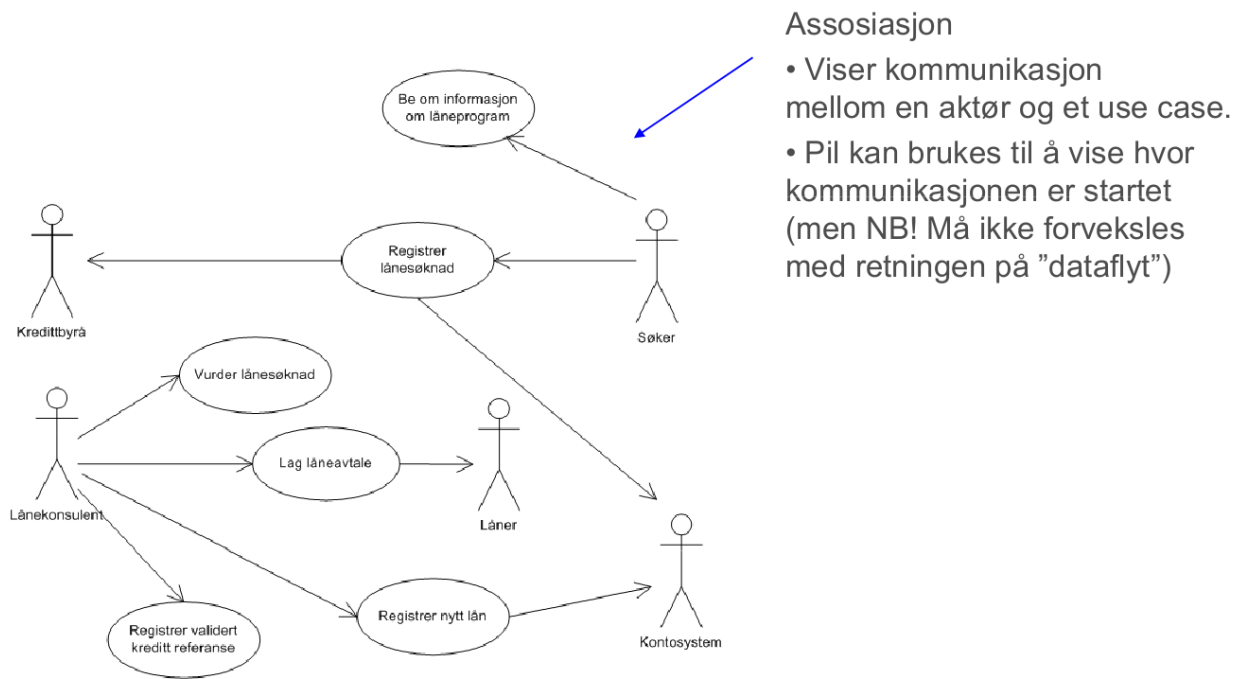 Assosiasjon
• Viser kommunikasjon
mellom en aktør og et use case.
• Pil kan brukes til å vise hvor
kommunikasjonen er startet
(men NB! Må ikke forveksles
med retningen på ”dataflyt”)
Be om informasjon
om låneprogram
Registrer
lånesøknad
Kredittbyrå
Søker
Vurder lånesøknad
Lag låneavtale
Lånekonsulent
Låner
Registrer nytt lån
Registrer validert
kreditt referanse
Kontosystem